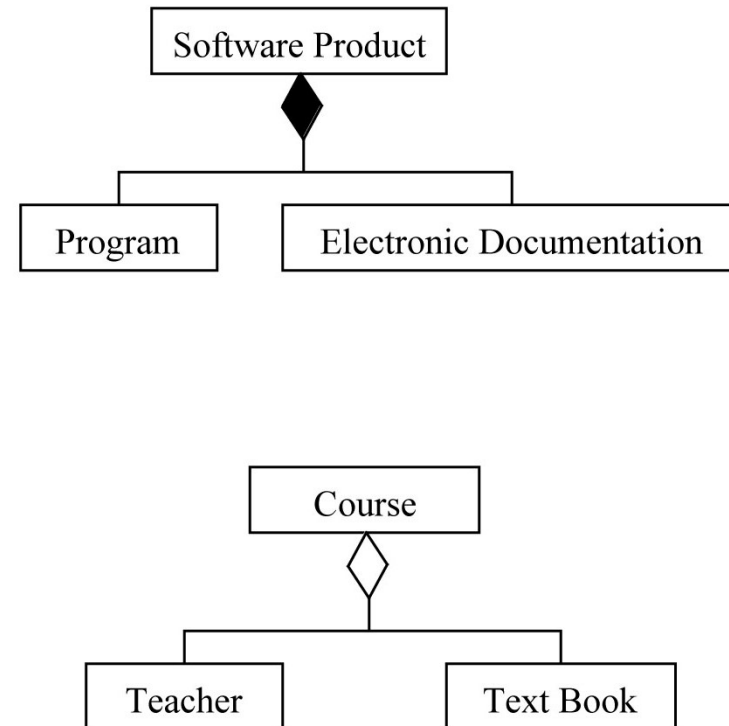 Software Product
Program
Electronic Documentation
Course
Teacher
Text Book